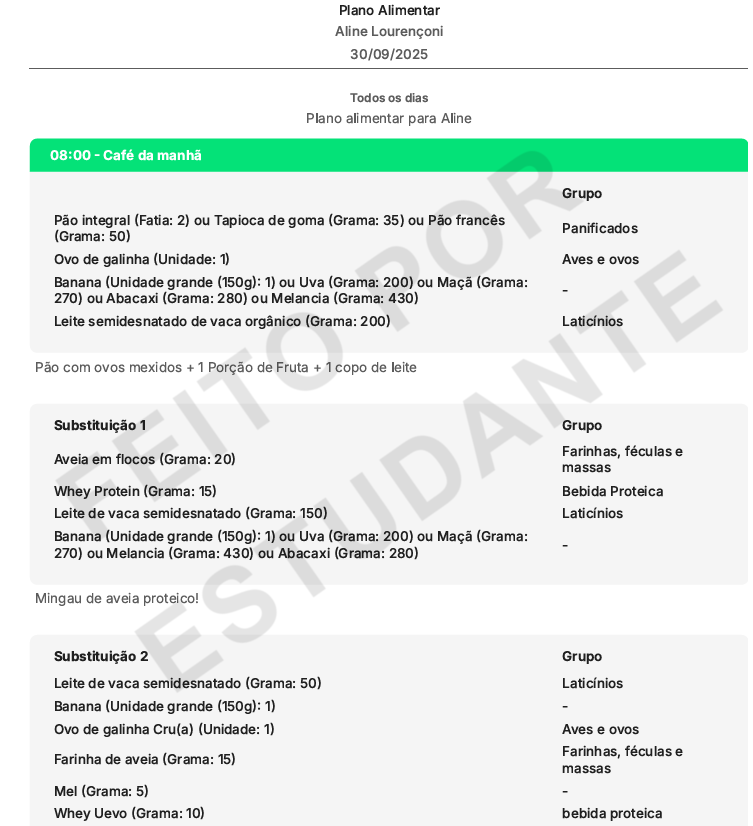 Plano Alimentar
Aline Lourençoni
30/09/2025
Todos os dias
Plano alimentar para Aline
08:00 - Café da manhã
Grupo
Pão integral (Fatia: 2) ou Tapioca de goma (Grama: 35) ou Pão francês
(Grama: 50)
Panificados
Ovo de galinha (Unidade: 1)
Aves e ovos
Banana (Unidade grande (150g): 1) ou Uva (Grama: 200) ou Maçã (Grama:
270) ou Abacaxi (Grama: 280) ou Melancia (Grama: 430)
-
Leite semidesnatado de vaca orgânico (Grama: 200)
Laticínios
Pão com ovos mexidos + 1 Porção de Fruta + 1 copo de leite
Substituição 1
Grupo
Aveia em flocos (Grama: 20)
Farinhas, féculas e
massas
Whey Protein (Grama: 15)
Bebida Proteica
Leite de vaca semidesnatado (Grama: 150)
Laticínios
Banana (Unidade grande (150g): 1) ou Uva (Grama: 200) ou Maçã (Grama:
270) ou Melancia (Grama: 430) ou Abacaxi (Grama: 280)
-
Mingau de aveia proteico!
Substituição 2
Grupo
Leite de vaca semidesnatado (Grama: 50)
Laticínios
Banana (Unidade grande (150g): 1)
-
Ovo de galinha Cru(a) (Unidade: 1)
Aves e ovos
Farinha de aveia (Grama: 15)
Farinhas, féculas e
massas
Mel (Grama: 5)
-
Whey Uevo (Grama: 10)
bebida proteica
FEITO POR
ESTUDANTE